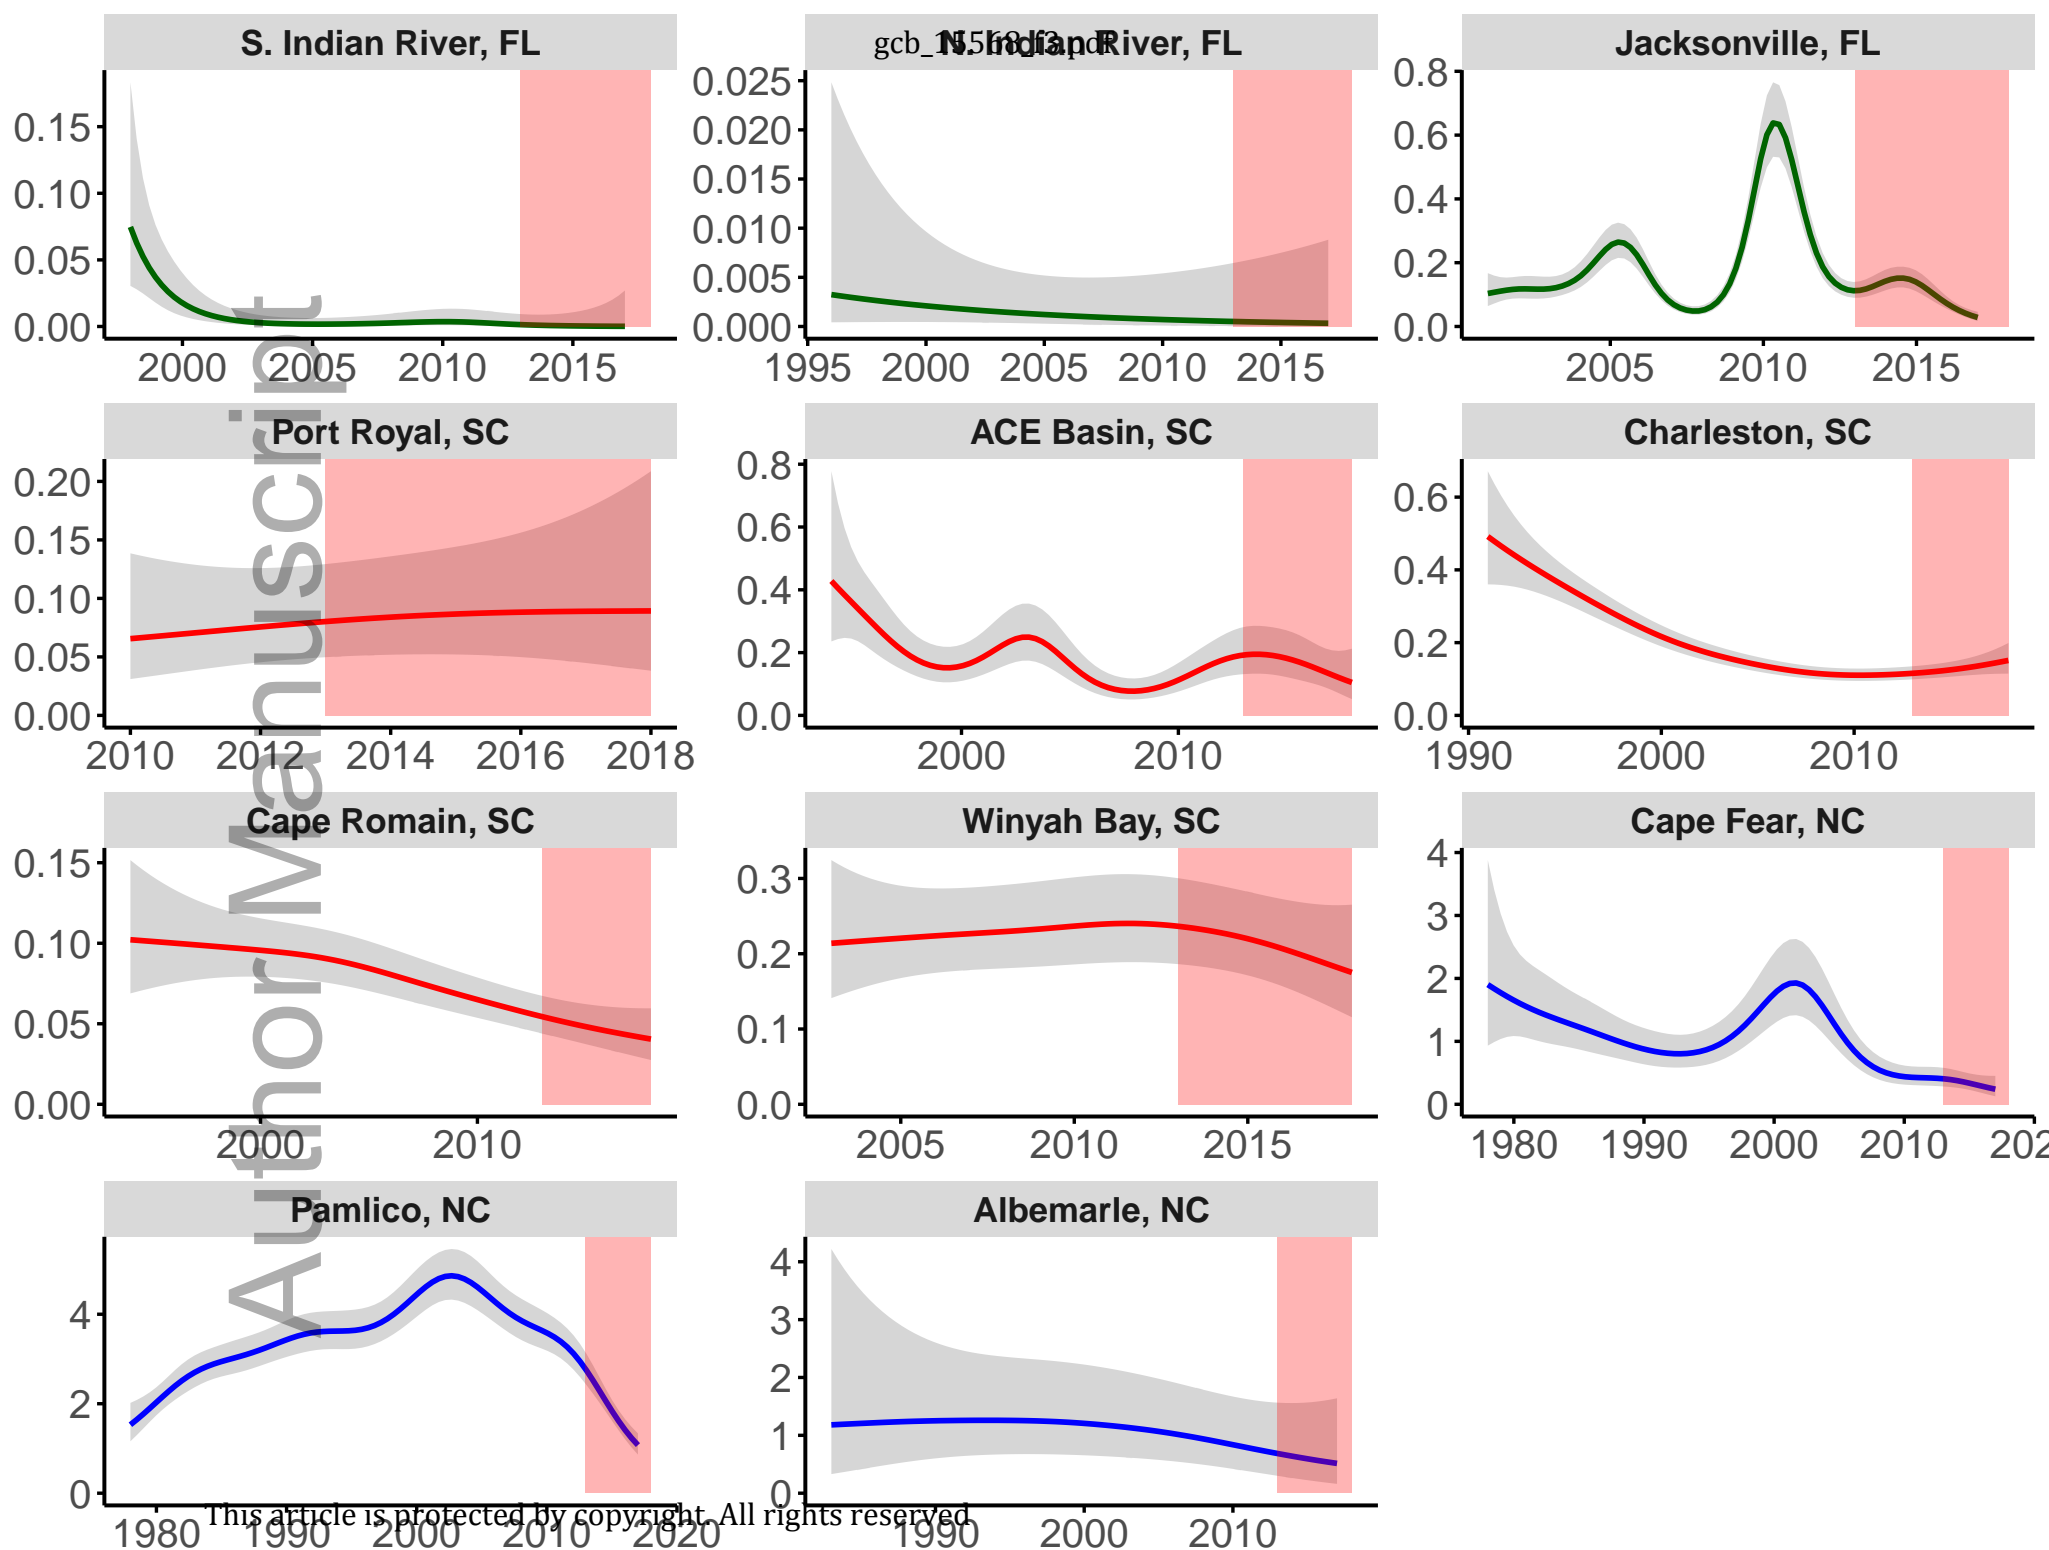 gcb_15568_f3.pdf
S. Indian River, FL
N. Indian River, FL
Jacksonville, FL
0.15
0.10
0.05
0.00
2000 2005 2010 2015
0.025
0.020
0.015
0.010
0.005
0.000
1995 2000 2005 2010 2015
0.8
0.6
0.4
0.2
0.0
2005 2010 2015
Port Royal, SC
ACE Basin, SC
Charleston, SC
0.20
0.15
0.10
0.05
0.00
2010 2012 2014 2016 2018
0.8
0.6
0.4
0.2
0.0
2000 2010
0.6
0.4
0.2
0.0
1990 2000 2010
Cape Romain, SC
Winyah Bay, SC
Cape Fear, NC
0.15
0.10
0.05
0.00
2000 2010
0.3
0.2
0.1
0.0
2005 2010 2015
4
3
2
1
0
1980 1990 2000 2010 202
Pamlico, NC
Albemarle, NC
4
2
0
1980 1990 2000 2010 2020
4
3
2
1
0
1990 2000 2010
Author Manuscript
This article is protected by copyright. All rights reserved